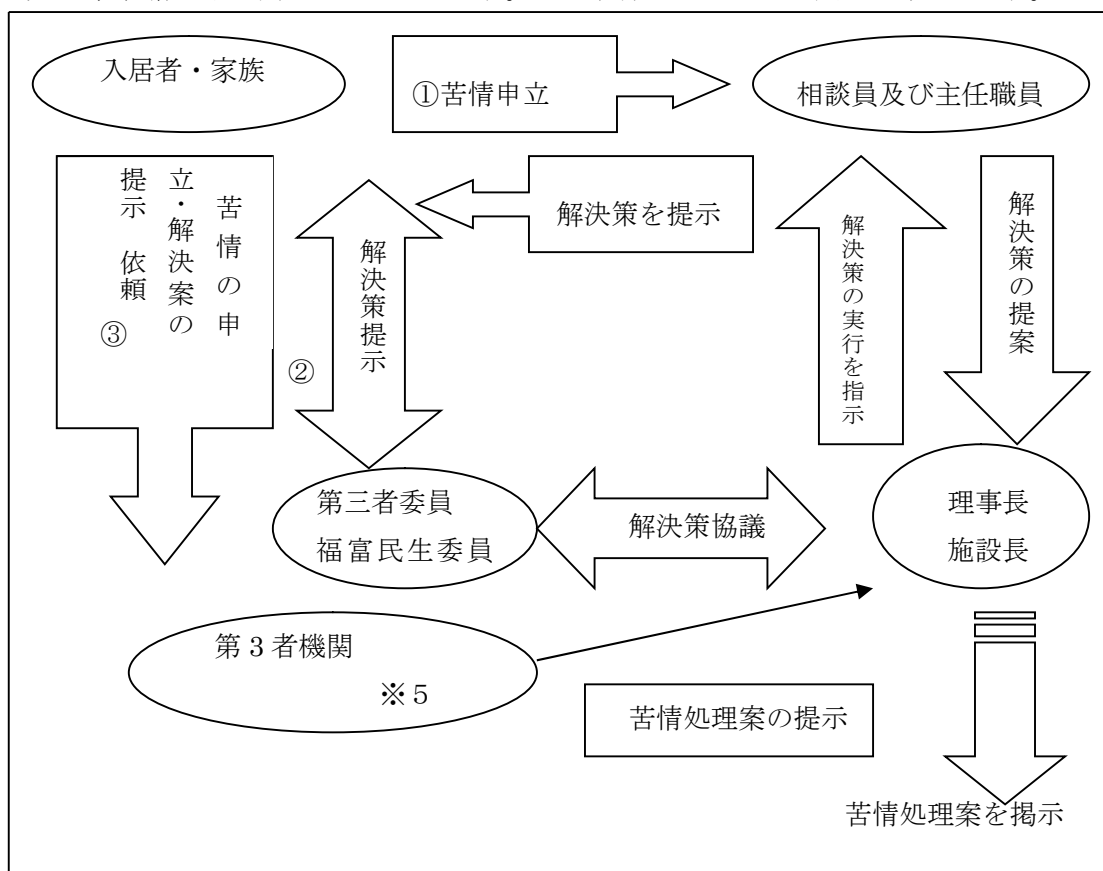 入居者・家族
①苦情申立
相談員及び主任職員
苦情の申
立・解決案の
提示 依頼
③
②
解決策提示
解決策を提示
解決策の実行を指示
解決策の提案
第三者委員
福富民生委員
解決策協議
理事長
施設長
第3者機関
※5
苦情処理案の提示
苦情処理案を掲示